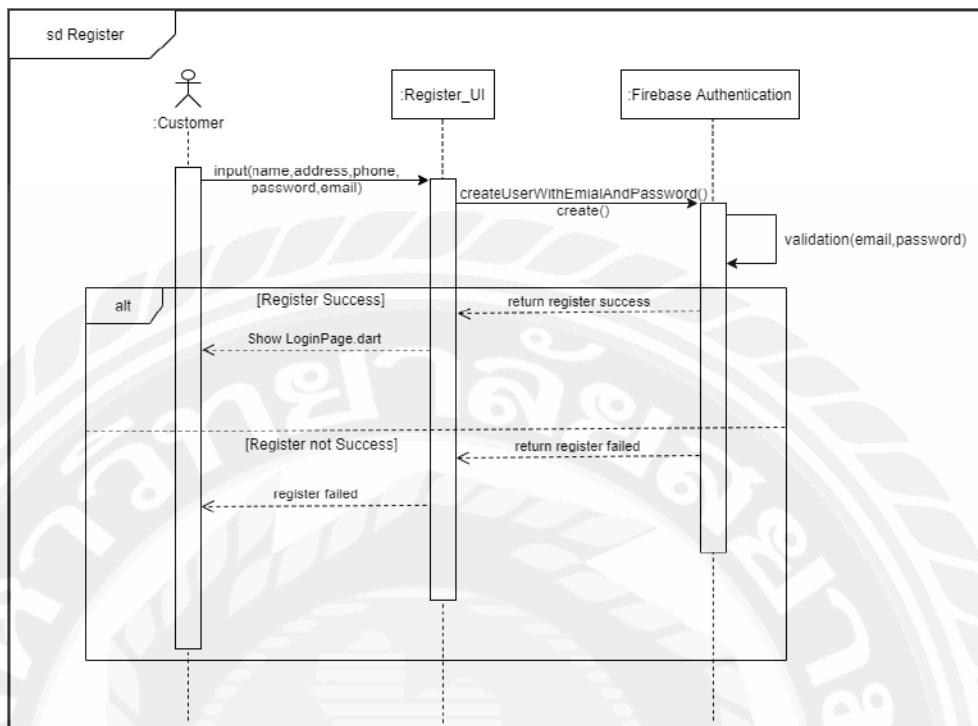 sd Register
:Customer
:Register_UI
:Firebase Authentication
input(name,address,phone,
password,email)
createUserWithEmialAndPassword()
create()
validation(email,password)
alt
[Register Success]
return register success
Show LoginPage.dart
[Register not Success]
return register failed
register failed